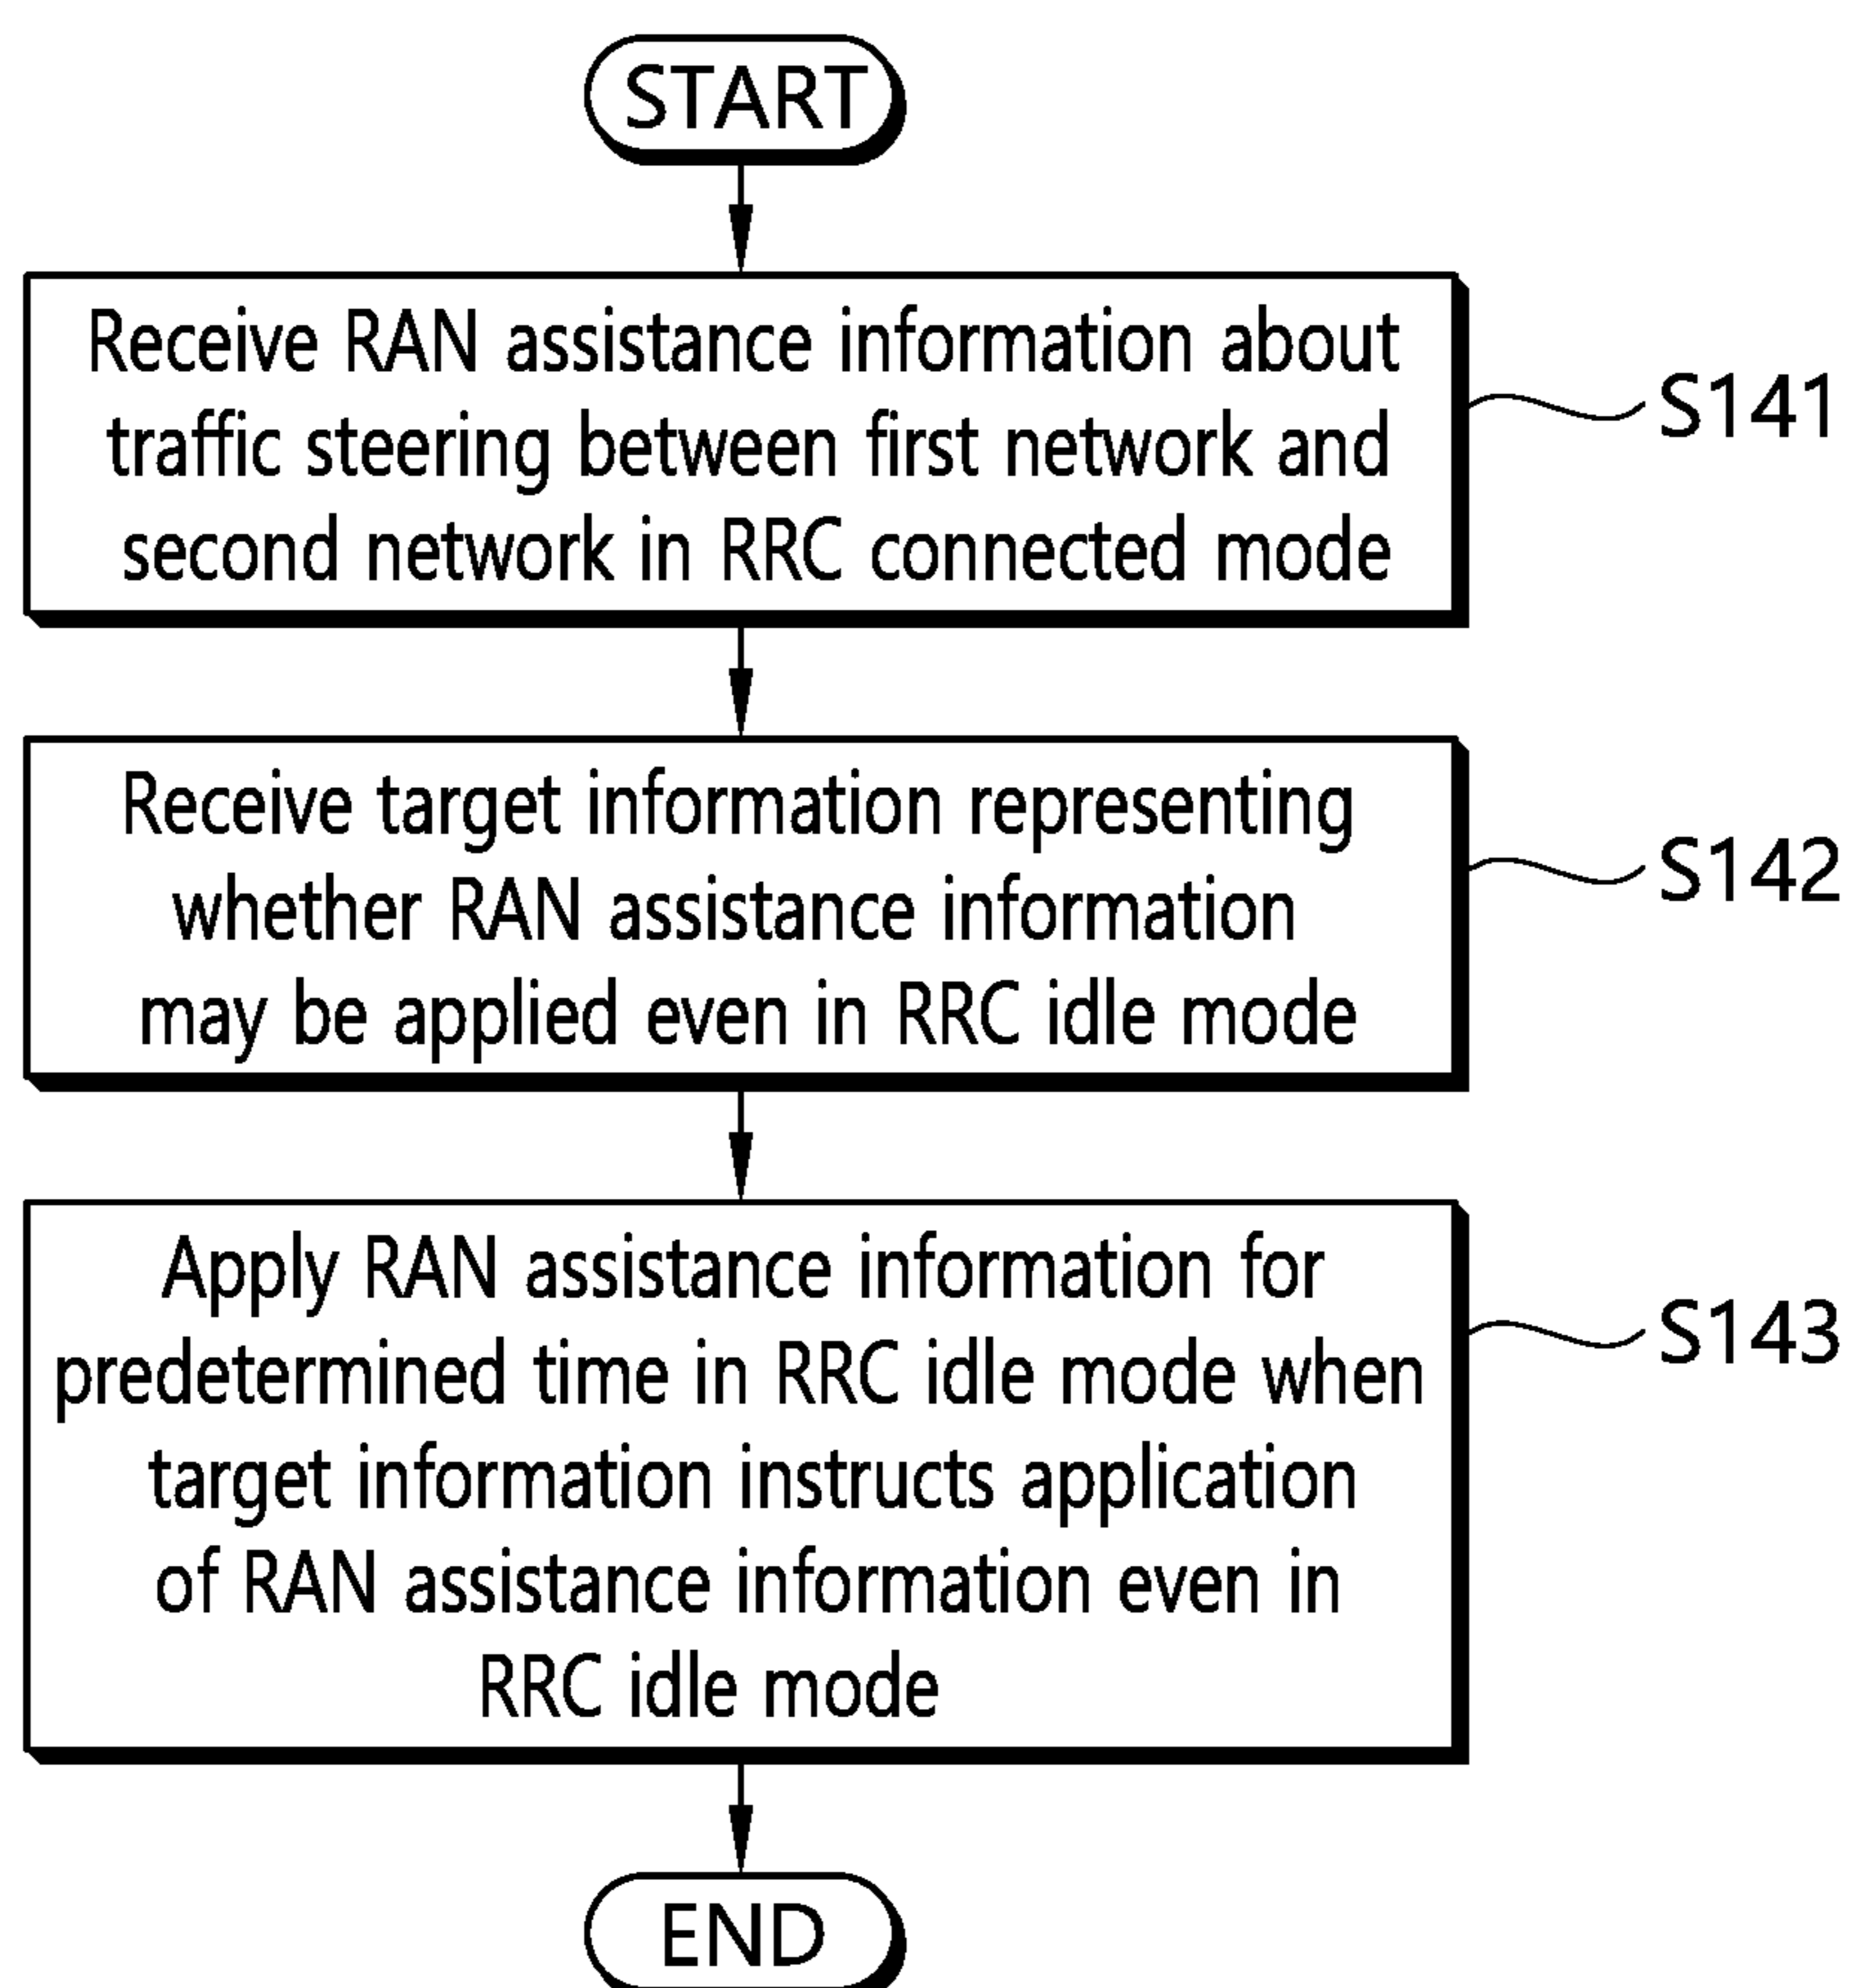 START
Receive RAN assistance information about
traffic steering between first network and
second network in RRC connected mode
S141
Receive target information representing
whether RAN assistance information
may be applied even in RRC idle mode
S142
Apply RAN assistance information for
predetermined time in RRC idle mode when
target information instructs application
of RAN assistance information even in
RRC idle mode
S143
END